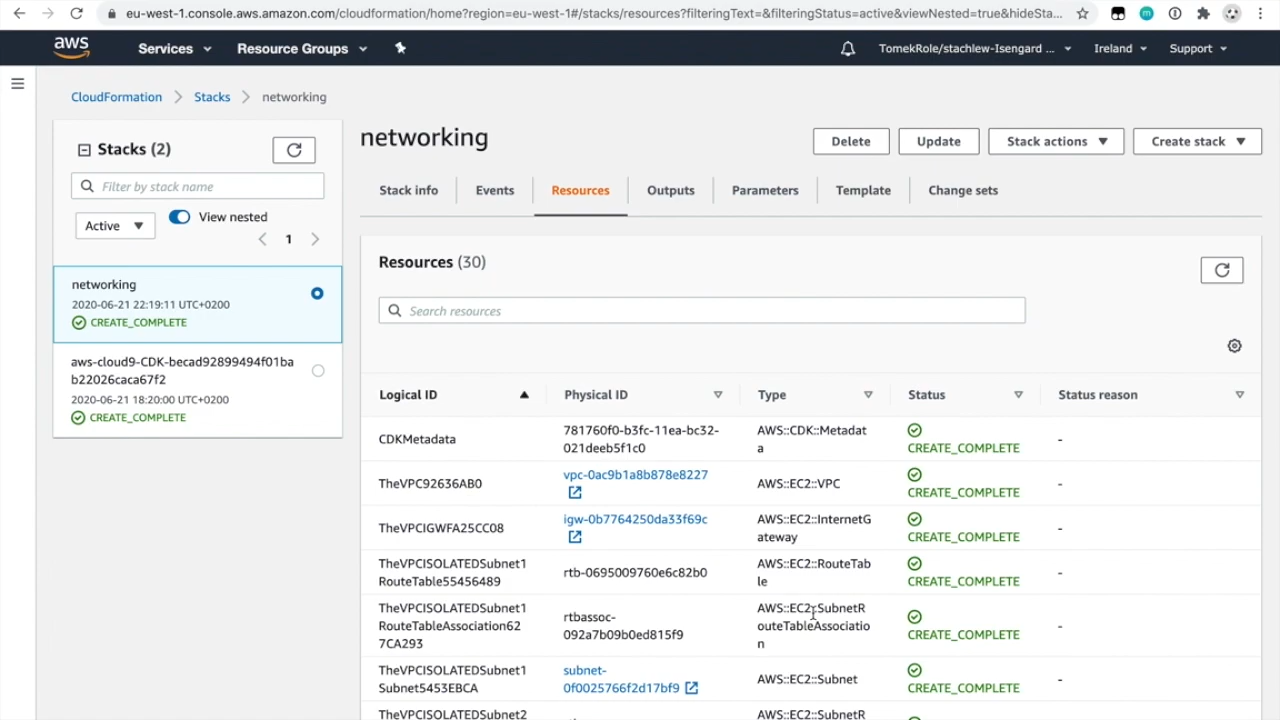 eu-west-1.console.aws.amazon.com/cloudformation/home?region=eu-west-1#/stacks/resources?filteringText=&filteringStatus=active&viewNested=true&hideSta...
aws
Services
Resource Groups
TomekRole/stachlew-Isengard ...
Ireland
Support
CloudFormation
Stacks
networking
Stacks (2)
Filter by stack name
Active
View nested
1
networking
2020-06-21 22:19:11 UTC+0200
CREATE_COMPLETE
aws-cloud9-CDK-becad92899494f01ba
b22026caca67f2
2020-06-21 18:20:00 UTC+0200
CREATE_COMPLETE
networking
Delete
Update
Stack actions
Create stack
Stack info
Events
Resources
Outputs
Parameters
Template
Change sets
Resources (30)
Search resources
Logical ID
Physical ID
Type
Status
Status reason
CDKMetadata
781760f0-b3fc-11ea-bc32-
021deeb5f1c0
AWS::CDK::Metadat
a
CREATE_COMPLETE
-
TheVPC92636AB0
vpc-0ac9b1a8b878e8227
AWS::EC2::VPC
CREATE_COMPLETE
-
TheVPCIGWFA25CC08
igw-0b7764250da33f69c
AWS::EC2::InternetG
ateway
CREATE_COMPLETE
-
TheVPCISOLATEDSubnet1
RouteTable55456489
rtb-0695009760e6c82b0
AWS::EC2::RouteTab
le
CREATE_COMPLETE
-
TheVPCISOLATEDSubnet1
RouteTableAssociation62
7CA293
rtbassoc-
092a7b09b0ed815f9
AWS::EC2::SubnetR
outeTableAssociatio
n
CREATE_COMPLETE
-
TheVPCISOLATEDSubnet1
Subnet5453EBCA
subnet-
0f0025766f2d17bf9
AWS::EC2::Subnet
CREATE_COMPLETE
-
TheVPCISOLATEDSubnet2
AWS::EC2::SubnetR